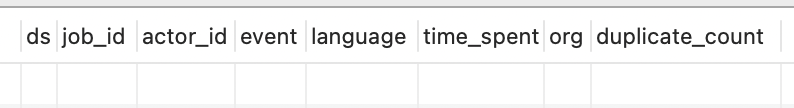 ds job_id actor_id event language time_spent org duplicate_count